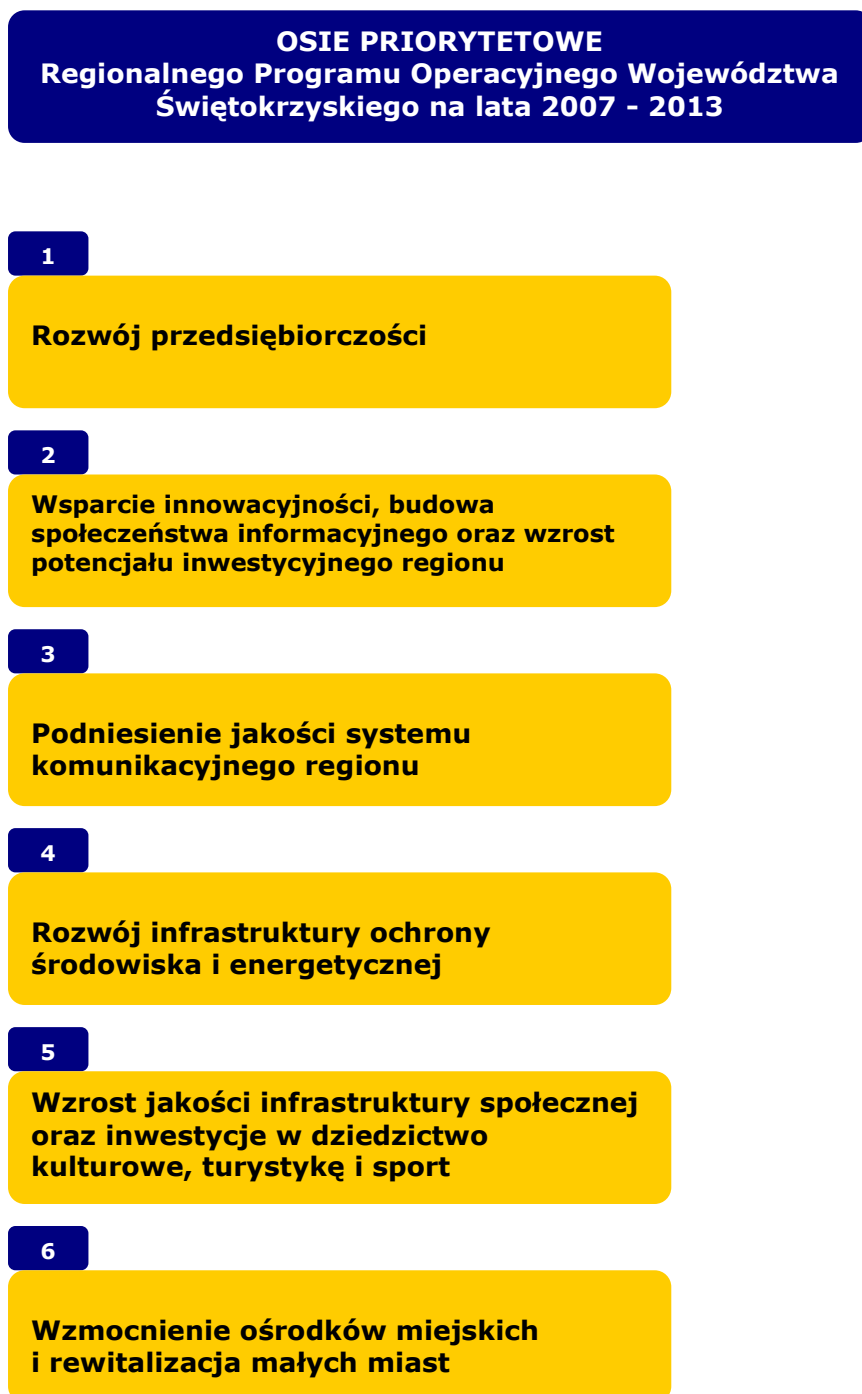 OSIE PRIORYTETOWE
Regionalnego Programu Operacyjnego Województwa
Świętokrzyskiego na lata 2007 - 2013
1
Rozwój przedsiębiorczości
2
Wsparcie innowacyjności, budowa
społeczeństwa informacyjnego oraz wzrost
potencjału inwestycyjnego regionu
3
Podniesienie jakości systemu
komunikacyjnego regionu
4
Rozwój infrastruktury ochrony
środowiska i energetycznej
5
Wzrost jakości infrastruktury społecznej
oraz inwestycje w dziedzictwo
kulturowe, turystykę i sport
6
Wzmocnienie ośrodków miejskich
i rewitalizacja małych miast